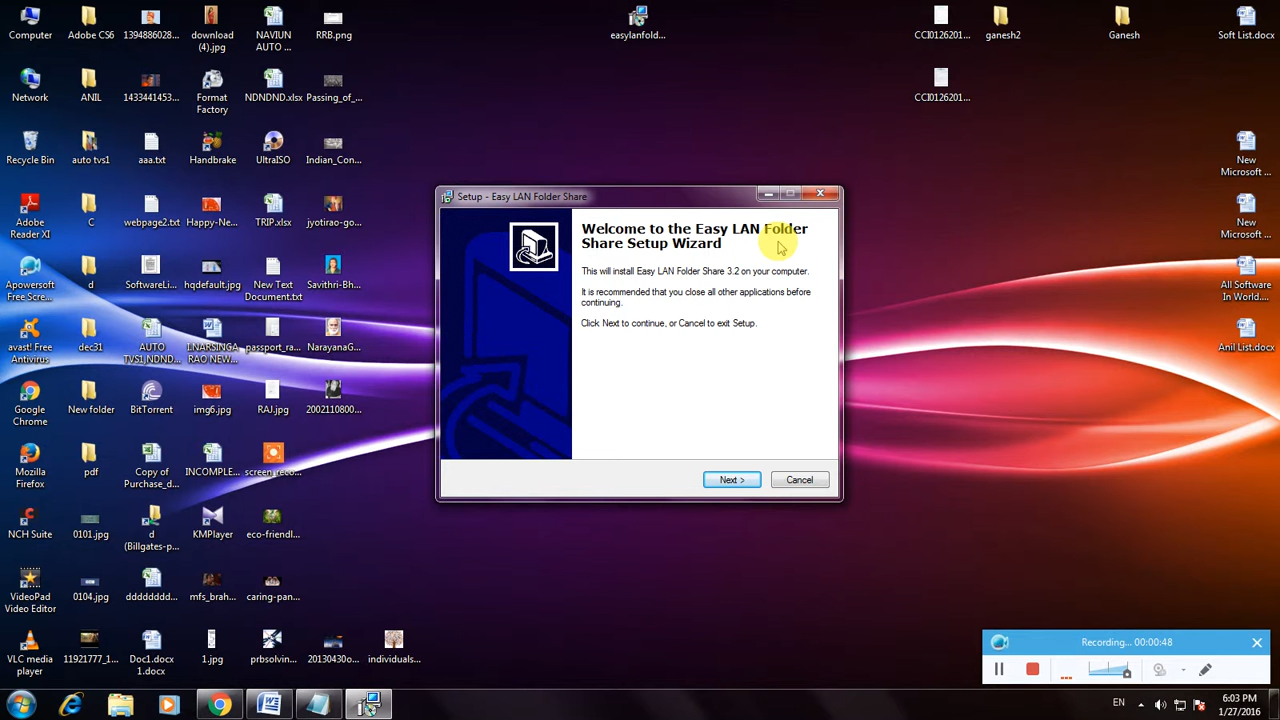 Computer
Adobe CS6
1394886028...
download
(4).jpg
NAVIUN
AUTO ...
RRB.png
easylanfold...
CCI0126201...
ganesh2
Ganesh
Soft List.docx
Network
ANIL
1433441453...
Format
Factory
NDNDND.xlsx
Passing_of_...
CCI0126201...
Recycle Bin
auto tvs1
aaa.txt
Handbrake
UltraISO
Indian_Con...
New
Microsoft ...
Adobe
Reader XI
C
webpage2.txt
Happy-Ne...
TRIP.xlsx
jyotirao-go...
New
Microsoft ...
Apowersoft
Free Scre...
d
SoftwareLi...
hqdefault.jpg
New Text
Document.txt
Savithri-Bh...
All Software
In World....
avast! Free
Antivirus
dec31
AUTO
TVS1,NDND...
I.NARSINGA
RAO NEW...
passport_ra...
NarayanaG...
Anil List.docx
Google
Chrome
New folder
BitTorrent
img6.jpg
RAJ.jpg
2002110800...
Mozilla
Firefox
pdf
Copy of
Purchase_d...
INCOMPLE...
screen_reco...
NCH Suite
0101.jpg
d
(Billgates-p...
KMPlayer
eco-friendl...
VideoPad
Video Editor
0104.jpg
ddddddd...
mfs_brah...
caring-pan...
VLC media
player
11921777_1...
Doc1.docx
1.docx
1.jpg
prbsolvin...
20130430o...
individuals...
Setup - Easy LAN Folder Share
Welcome to the Easy LAN Folder
Share Setup Wizard
This will install Easy LAN Folder Share 3.2 on your computer.
It is recommended that you close all other applications before
continuing.
Click Next to continue, or Cancel to exit Setup.
Next >
Cancel
Recording... 00:00:48
EN
6:03 PM
1/27/2016